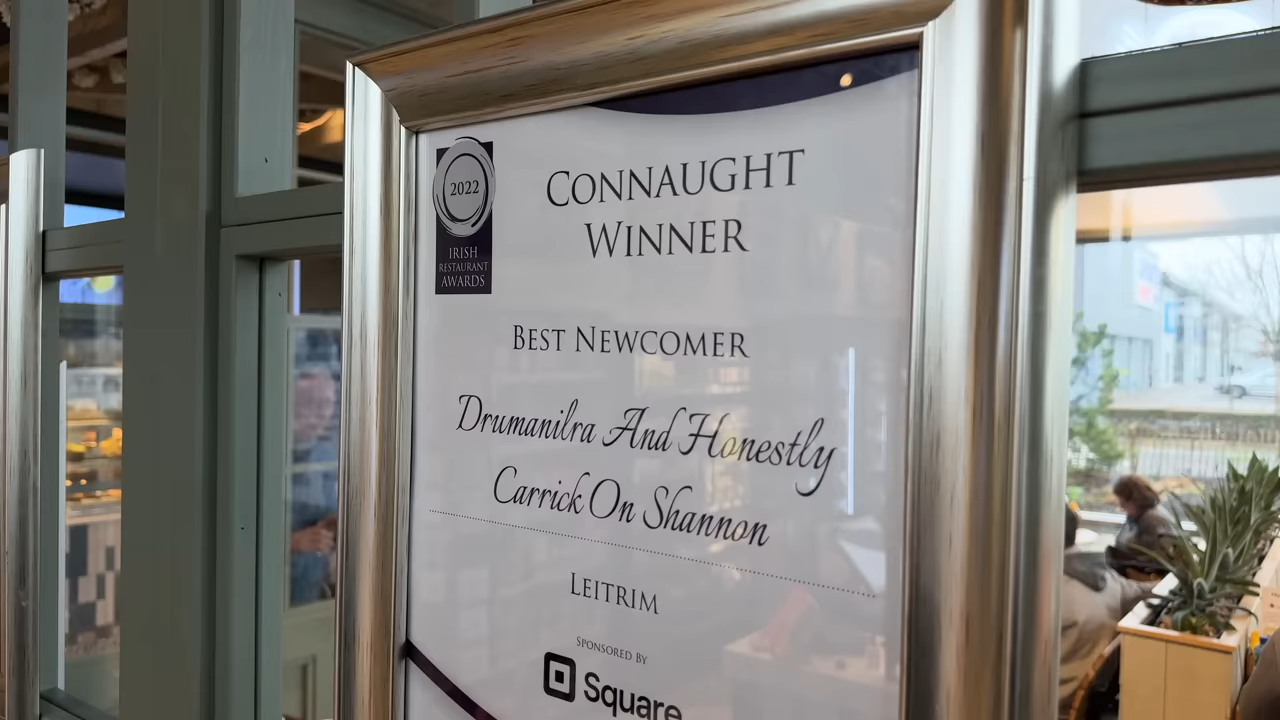 2022
IRISH
RESTAURANT
AWARDS
CONNAUGHT
WINNER
BEST NEWCOMER
Drumanilra And Honestly
Carrick On Shannon
LEITRIM
SPONSORED BY
Square